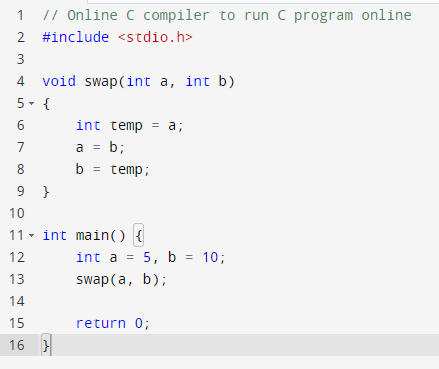 1 // Online C compiler to run C program online
2 #include <stdio.h>
3
4 void swap(int a, int b)
5 {
6     int temp = a;
7     a = b;
8     b = temp;
9 }
10
11 int main() {
12     int a = 5, b = 10;
13     swap(a, b);
14
15     return 0;
16 }